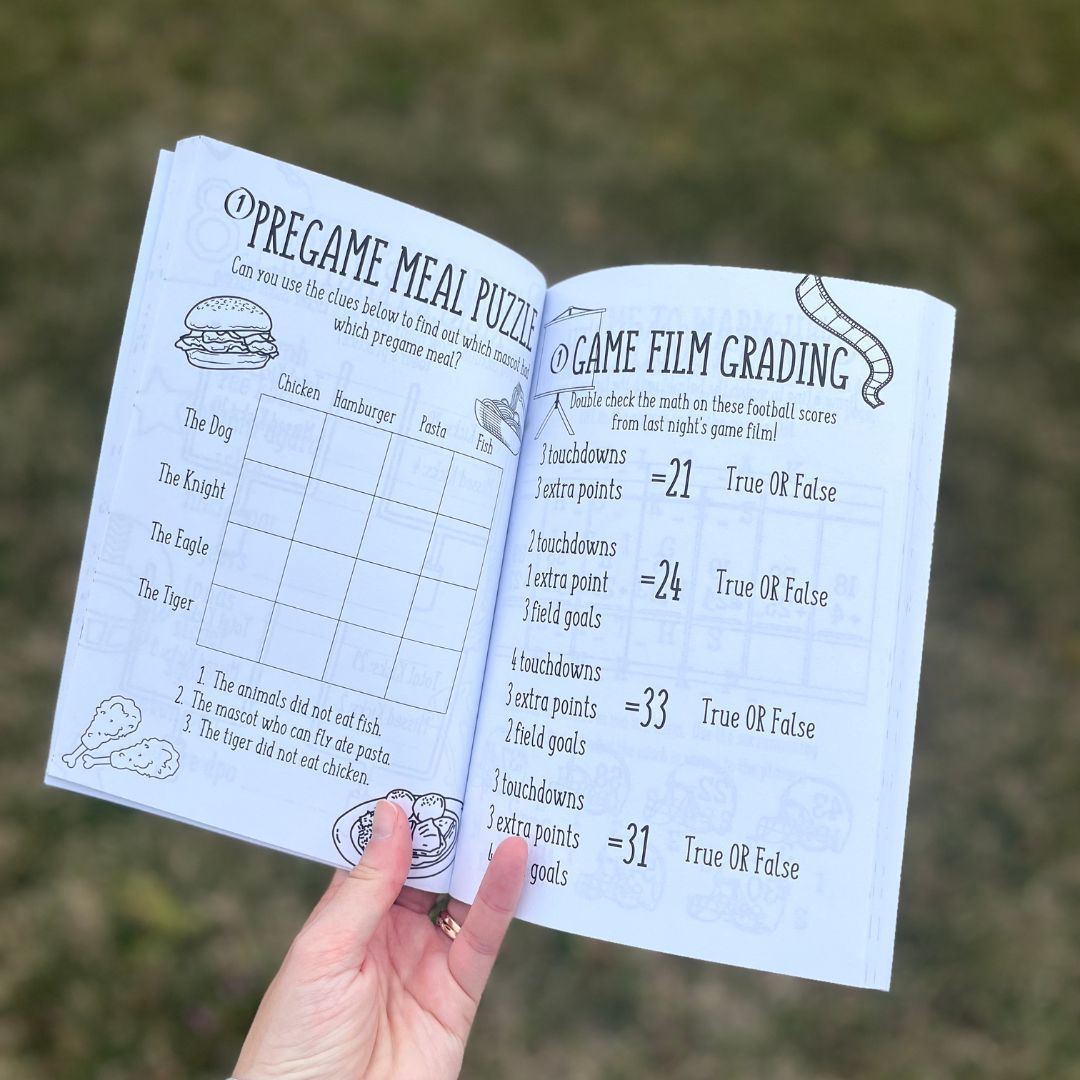 1 PREGAME MEAL PUZZLE
Can you use the clues below to find out which mascot had
which pregame meal?
Chicken Hamburger Pasta Fish
The Dog
The Knight
The Eagle
The Tiger
1. The animals did not eat fish.
2. The mascot who can fly ate pasta.
3. The tiger did not eat chicken.
1 GAME FILM GRADING
Double check the math on these football scores
from last night's game film!
3 touchdowns
3 extra points =21 True OR False
2 touchdowns
1 extra point =24 True OR False
3 field goals
4 touchdowns
3 extra points =33 True OR False
2 field goals
3 touchdowns
3 extra points =31 True OR False
goals